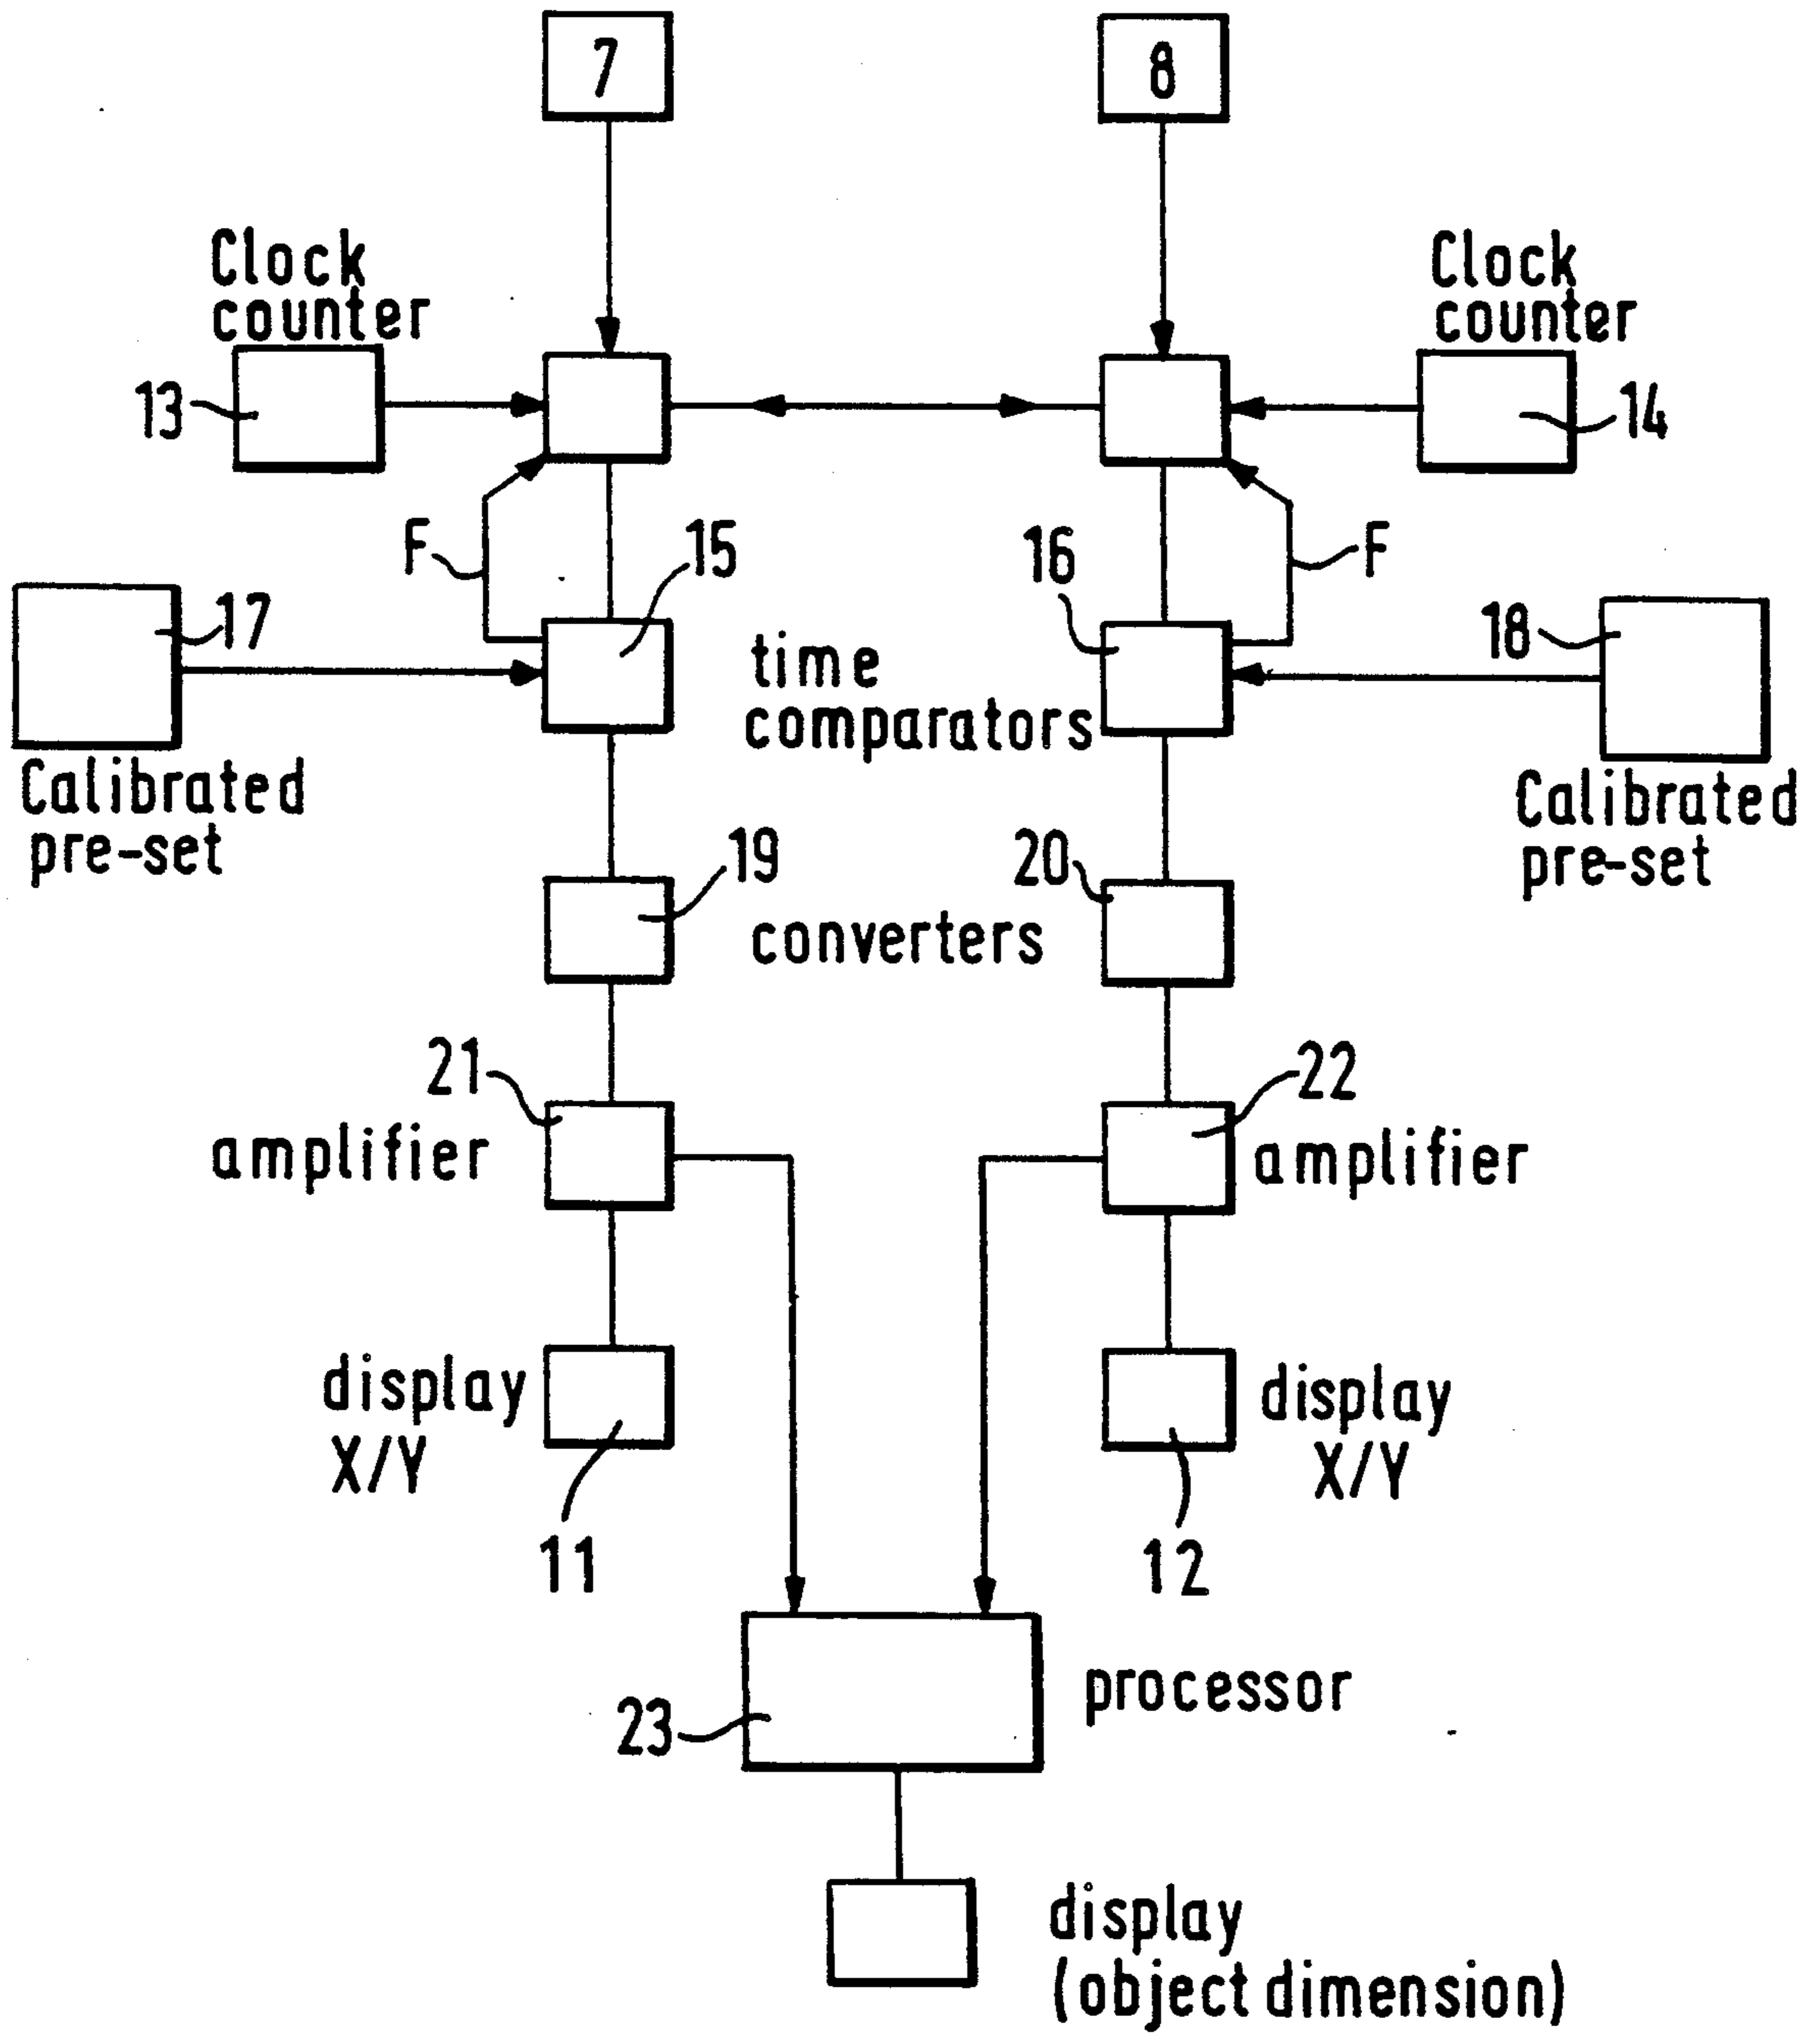 7
8
Clock
counter
Clock
counter
13
14
F
15
16
F
17
18
time
comparators
Calibrated
pre-set
Calibrated
pre-set
19
20
converters
21
22
amplifier
amplifier
display
X/Y
display
X/Y
11
12
processor
23
display
(object dimension)